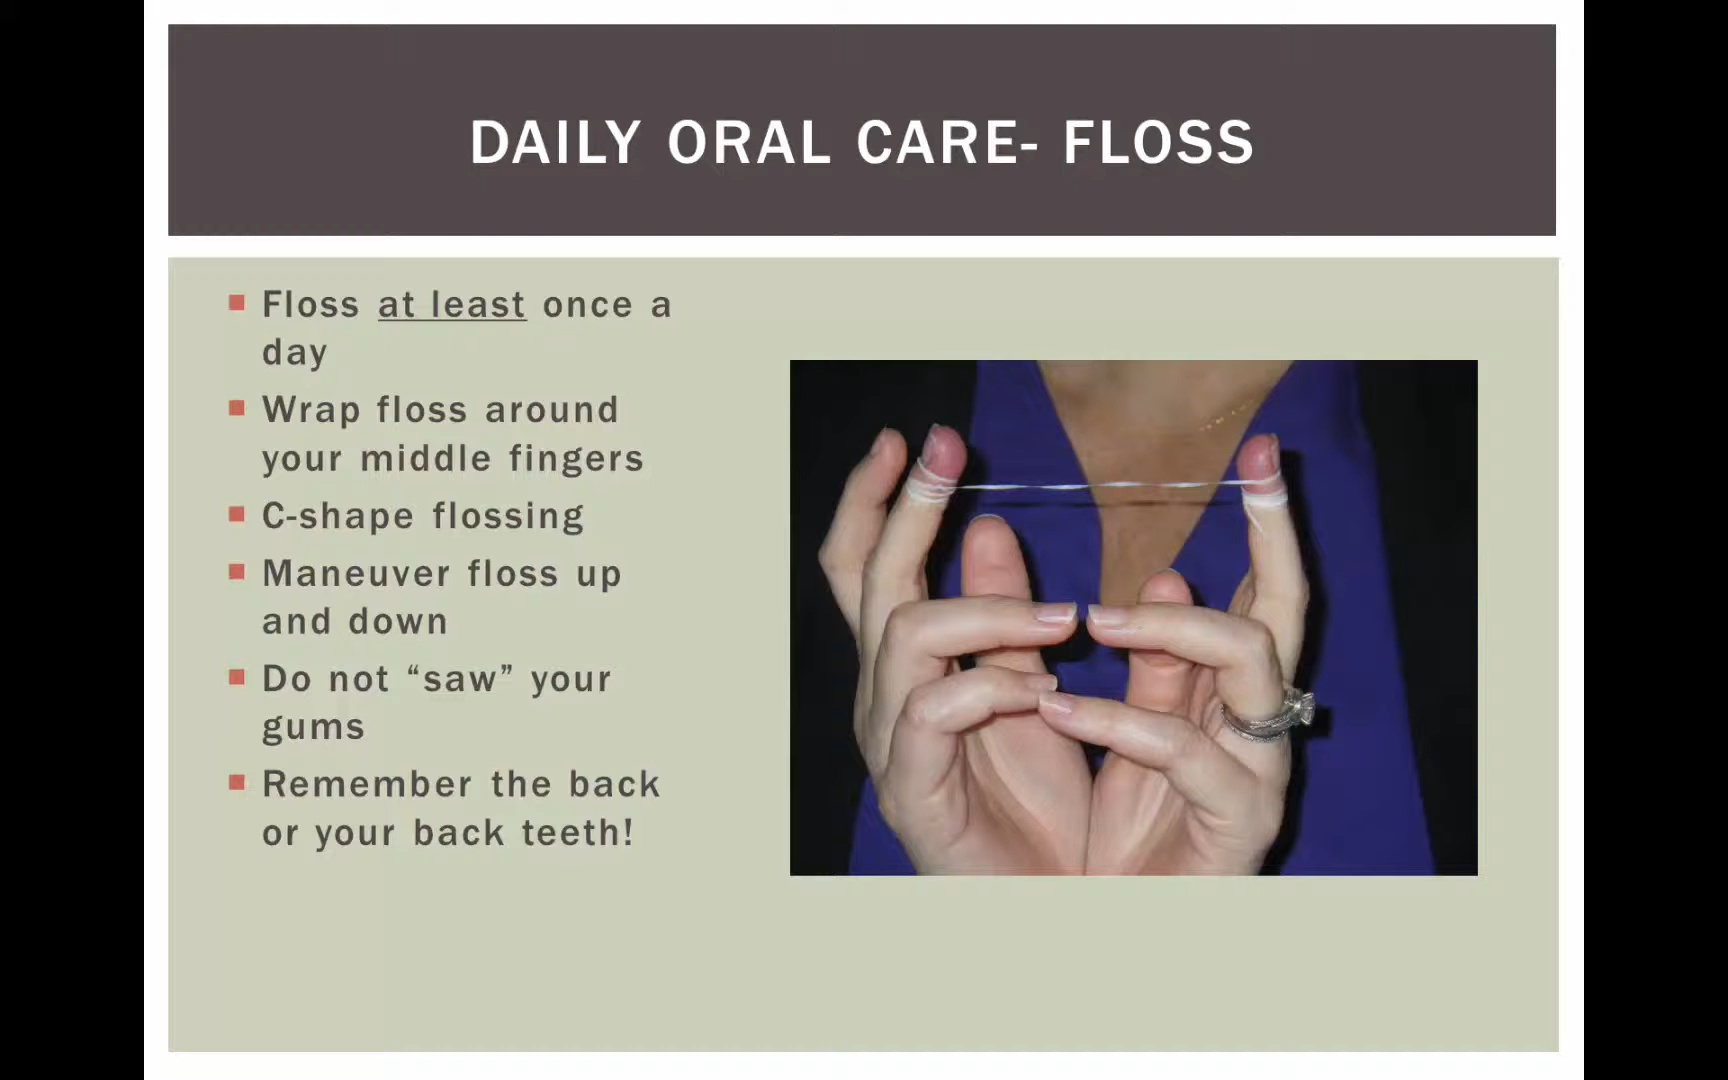 DAILY ORAL CARE- FLOSS
Floss at least once a
day
Wrap floss around
your middle fingers
C-shape flossing
Maneuver floss up
and down
Do not “saw” your
gums
Remember the back
or your back teeth!